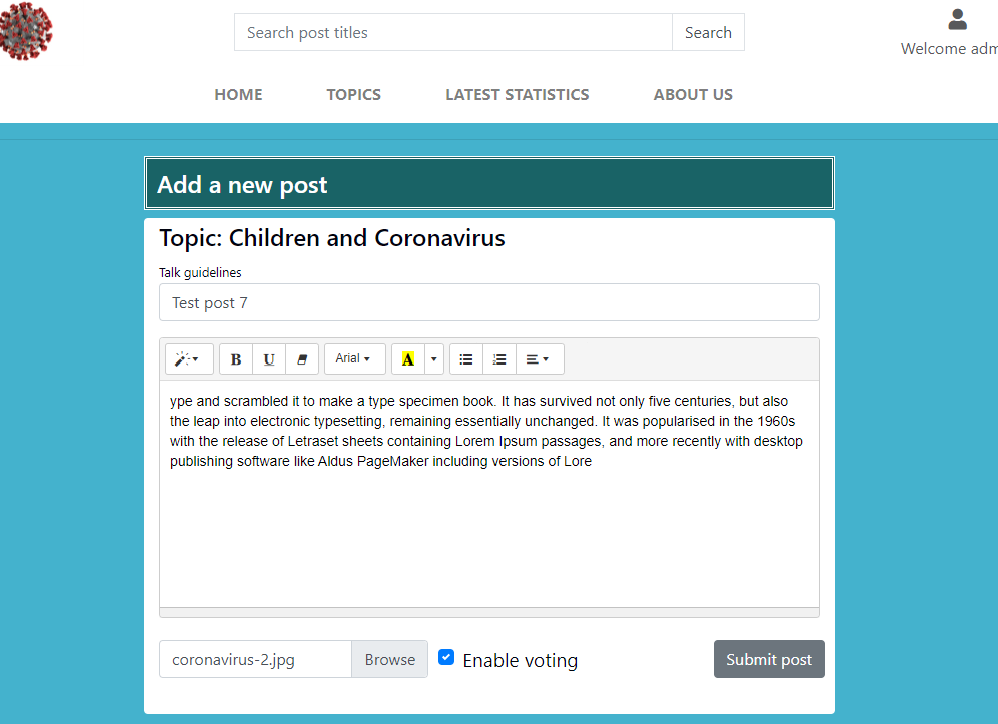 Search post titles
Search
Welcome adm
HOME
TOPICS
LATEST STATISTICS
ABOUT US
Add a new post
Topic: Children and Coronavirus
Talk guidelines
Test post 7
B
U
Arial
A
ype and scrambled it to make a type specimen book. It has survived not only five centuries, but also
the leap into electronic typesetting, remaining essentially unchanged. It was popularised in the 1960s
with the release of Letraset sheets containing Lorem Ipsum passages, and more recently with desktop
publishing software like Aldus PageMaker including versions of Lore
coronavirus-2.jpg
Browse
Enable voting
Submit post